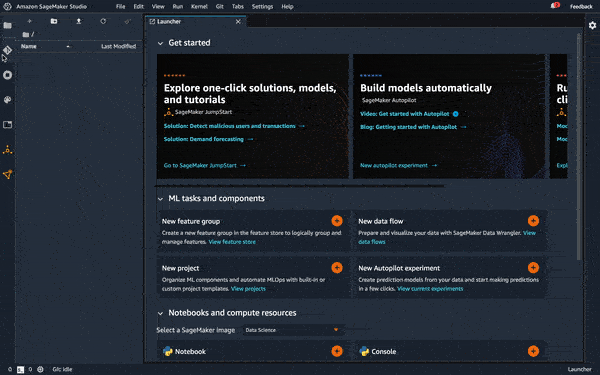 Amazon SageMaker Studio File Edit View Run Kernel Git Tabs Settings Help Feedback
Launcher
/
Name Last Modified
Get started
Explore one-click solutions, models, and tutorials
SageMaker JumpStart
Solution: Detect malicious users and transactions →
Solution: Demand forecasting →
Go to SageMaker JumpStart →
Build models automatically
SageMaker Autopilot
Video: Get started with Autopilot
Blog: Getting started with Autopilot →
New autopilot experiment →
Ru
cli
Mo
Mo
Expl
ML tasks and components
New feature group
Create a new feature group in the feature store to logically group and
manage features. View feature store
New data flow
Prepare and visualize your data with SageMaker Data Wrangler. View
data flows
New project
Organize ML components and automate MLOps with built-in or
custom project templates. View projects
New Autopilot experiment
Create prediction models from your data and start making predictions
in a few clicks. View current experiments
Notebooks and compute resources
Select a SageMaker image Data Science
Notebook
Console
0 0 Git: idle Launcher